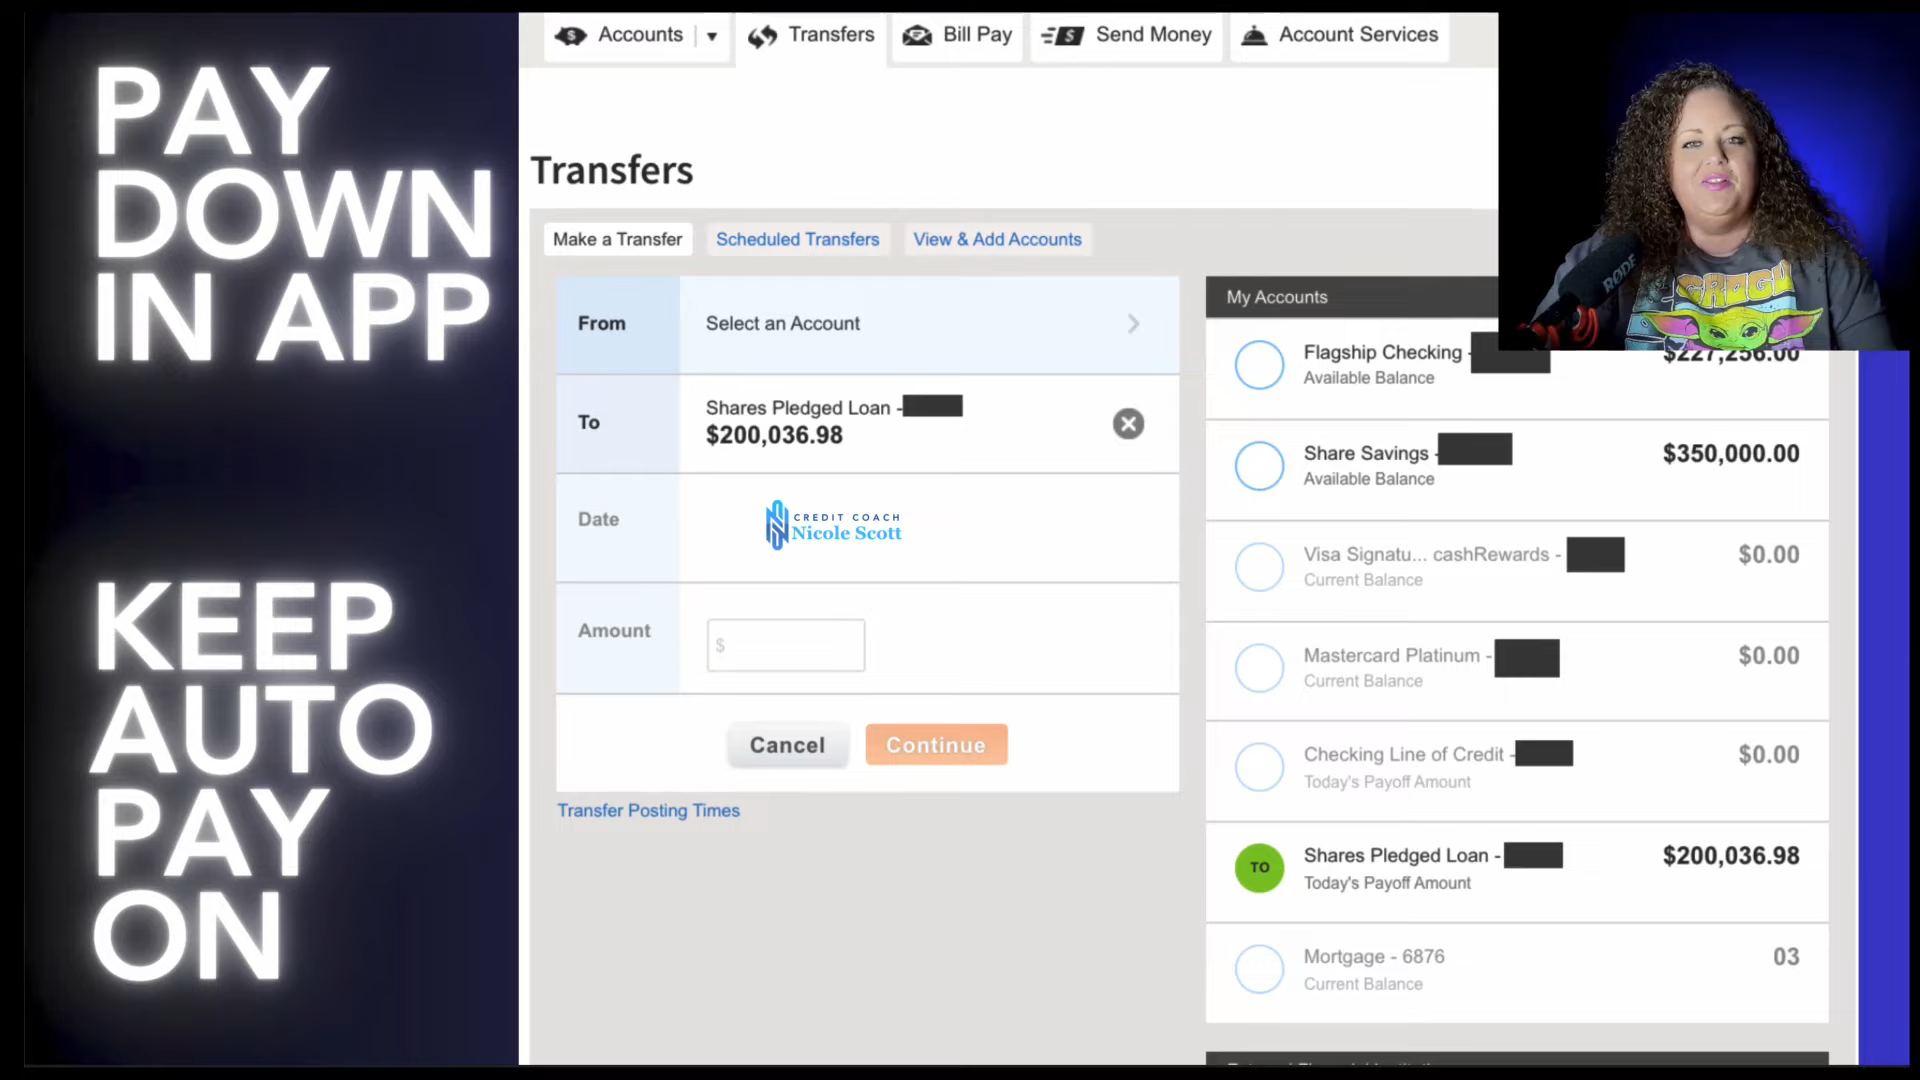 PAY
DOWN
IN APP
KEEP
AUTO
PAY
ON
Accounts
Transfers
Bill Pay
Send Money
Account Services
Transfers
Make a Transfer
Scheduled Transfers
View & Add Accounts
From
Select an Account
To
Shares Pledged Loan -
$200,036.98
Date
CREDIT COACH
Nicole Scott
Amount
$
Cancel
Continue
Transfer Posting Times
My Accounts
Flagship Checking -
$227,256.00
Available Balance
Share Savings -
$350,000.00
Available Balance
Visa Signatu... cashRewards -
$0.00
Current Balance
Mastercard Platinum -
$0.00
Current Balance
Checking Line of Credit -
$0.00
Today's Payoff Amount
TO
Shares Pledged Loan -
$200,036.98
Today's Payoff Amount
Mortgage - 6876
03
Current Balance
RØDE
GROGU